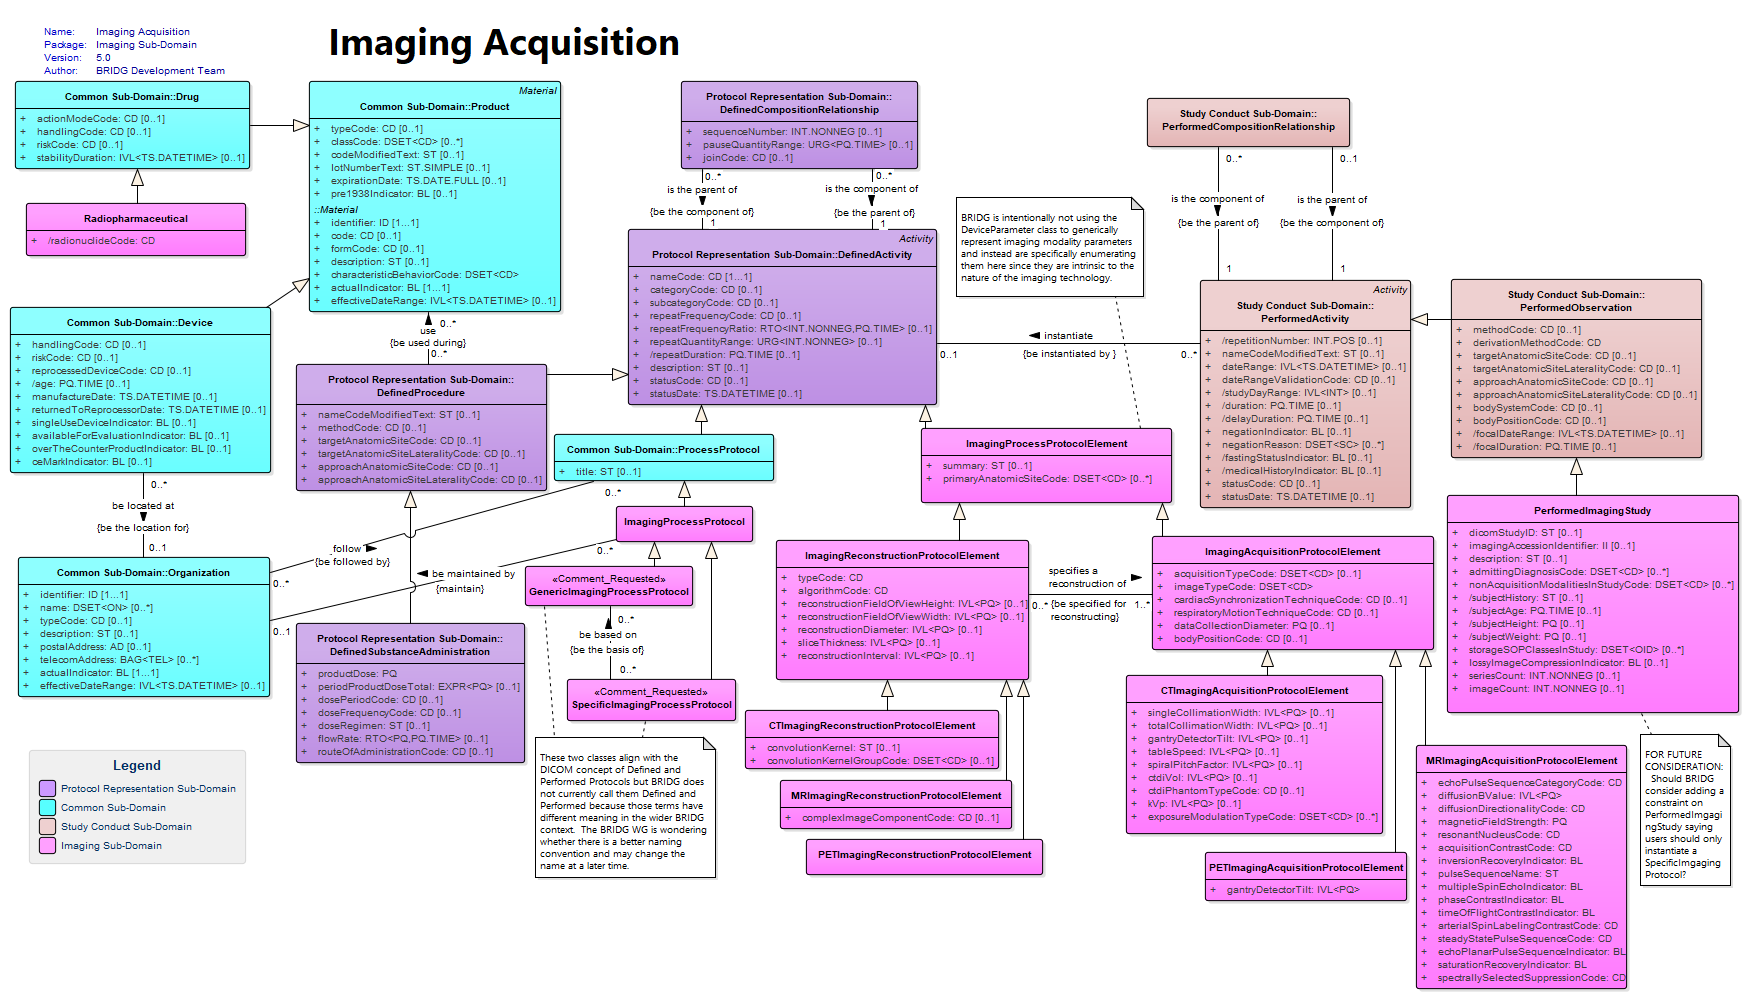 Name: Imaging Acquisition
Package: Imaging Sub-Domain
Version: 5.0
Author: BRIDG Development Team
Imaging Acquisition
Common Sub-Domain::Drug
+ actionModeCode: CD [0..1]
+ handlingCode: CD [0..1]
+ riskCode: CD [0..1]
+ stabilityDuration: IVL<TS.DATETIME> [0..1]
Radiopharmaceutical
+ /radionuclideCode: CD
Material
Common Sub-Domain::Product
+ typeCode: CD [0..1]
+ classCode: DSET<CD> [0..*]
+ codeModifiedText: ST [0..1]
+ lotNumberText: ST.SIMPLE [0..1]
+ expirationDate: TS.DATE.FULL [0..1]
+ pre1938Indicator: BL [0..1]
::Material
+ identifier: ID [1...1]
+ code: CD [0..1]
+ formCode: CD [0..1]
+ description: ST [0..1]
+ characteristicBehaviorCode: DSET<CD>
+ actualIndicator: BL [1...1]
+ effectiveDateRange: IVL<TS.DATETIME> [0..1]
Common Sub-Domain::Device
+ handlingCode: CD [0..1]
+ riskCode: CD [0..1]
+ reprocessedDeviceCode: CD [0..1]
+ /age: PQ.TIME [0..1]
+ manufactureDate: TS.DATETIME [0..1]
+ returnedToReprocessorDate: TS.DATETIME [0..1]
+ singleUseDeviceIndicator: BL [0..1]
+ availableForEvaluationIndicator: BL [0..1]
+ overTheCounterProductIndicator: BL [0..1]
+ ceMarkIndicator: BL [0..1]
0..*
be located at
{be the location for}
0..1
0..*
use
{be used during}
0..*
Common Sub-Domain::Organization
+ identifier: ID [1...1]
+ name: DSET<ON> [0..*]
+ typeCode: CD [0..1]
+ description: ST [0..1]
+ postalAddress: AD [0..1]
+ telecomAddress: BAG<TEL> [0..*]
+ actualIndicator: BL [1...1]
+ effectiveDateRange: IVL<TS.DATETIME> [0..1]
Protocol Representation Sub-Domain::
DefinedProcedure
+ nameCodeModifiedText: ST [0..1]
+ methodCode: CD [0..1]
+ targetAnatomicSiteCode: CD [0..1]
+ targetAnatomicSiteLateralityCode: CD [0..1]
+ approachAnatomicSiteCode: CD [0..1]
+ approachAnatomicSiteLateralityCode: CD [0..1]
0..*
follow
{be followed by}
0..*
0..*
be maintained by
{maintain}
0..1
Protocol Representation Sub-Domain::
DefinedSubstanceAdministration
+ productDose: PQ
+ periodProductDoseTotal: EXPR<PQ> [0..1]
+ dosePeriodCode: CD [0..1]
+ doseFrequencyCode: CD [0..1]
+ doseRegimen: ST [0..1]
+ flowRate: RTO<PQ,PQ.TIME> [0..1]
+ routeOfAdministrationCode: CD [0..1]
Protocol Representation Sub-Domain::
DefinedCompositionRelationship
+ sequenceNumber: INT.NONNEG [0..1]
+ pauseQuantityRange: URG<PQ.TIME> [0..1]
+ joinCode: CD [0..1]
0..*
is the parent of
{be the component of}
1
0..*
is the component of
{be the parent of}
1
Activity
Protocol Representation Sub-Domain::DefinedActivity
+ nameCode: CD [1...1]
+ categoryCode: CD [0..1]
+ subcategoryCode: CD [0..1]
+ repeatFrequencyCode: CD [0..1]
+ repeatFrequencyRatio: RTO<INT.NONNEG,PQ.TIME> [0..1]
+ repeatQuantityRange: URG<INT.NONNEG> [0..1]
+ /repeatDuration: PQ.TIME [0..1]
+ description: ST [0..1]
+ statusCode: CD [0..1]
+ statusDate: TS.DATETIME [0..1]
Common Sub-Domain::ProcessProtocol
+ title: ST [0..1]
ImagingProcessProtocol
«Comment_Requested»
GenericImagingProcessProtocol
0..*
be based on
{be the basis of}
0..*
«Comment_Requested»
SpecificImagingProcessProtocol
These two classes align with the
DICOM concept of Defined and
Performed Protocols but BRIDG does
not currently call them Defined and
Performed because those terms have
different meaning in the wider BRIDG
context. The BRIDG WG is wondering
whether there is a better naming
convention and may change the
name at a later time.
BRIDG is intentionally not using the
DeviceParameter class to generically
represent imaging modality parameters
and instead are specifically enumerating
them here since they are intrinsic to the
nature of the imaging technology.
instantiate
{be instantiated by }
0..1
0..*
ImagingProcessProtocolElement
+ summary: ST [0..1]
+ primaryAnatomicSiteCode: DSET<CD> [0..*]
ImagingReconstructionProtocolElement
+ typeCode: CD
+ algorithmCode: CD
+ reconstructionFieldOfViewHeight: IVL<PQ> [0..1]
+ reconstructionFieldOfViewWidth: IVL<PQ> [0..1]
+ reconstructionDiameter: IVL<PQ> [0..1]
+ sliceThickness: IVL<PQ> [0..1]
+ reconstructionInterval: IVL<PQ> [0..1]
specifies a
reconstruction of
0..* {be specified for 1..*
reconstructing}
CTImagingReconstructionProtocolElement
+ convolutionKernel: ST [0..1]
+ convolutionKernelGroupCode: DSET<CD> [0..*]
MRImagingReconstructionProtocolElement
+ complexImageComponentCode: CD [0..1]
PETImagingReconstructionProtocolElement
Study Conduct Sub-Domain::
PerformedCompositionRelationship
0..*
is the component of
{be the parent of}
1
0..1
is the parent of
{be the component of}
1
Activity
Study Conduct Sub-Domain::
PerformedActivity
+ /repetitionNumber: INT.POS [0..1]
+ nameCodeModifiedText: ST [0..1]
+ dateRange: IVL<TS.DATETIME> [0..1]
+ dateRangeValidationCode: CD [0..1]
+ /studyDayRange: IVL<INT> [0..1]
+ /duration: PQ.TIME [0..1]
+ /delayDuration: PQ.TIME [0..1]
+ negationIndicator: BL [0..1]
+ negationReason: DSET<SC> [0..*]
+ /fastingStatusIndicator: BL [0..1]
+ /medicalHistoryIndicator: BL [0..1]
+ statusCode: CD [0..1]
+ statusDate: TS.DATETIME [0..1]
Study Conduct Sub-Domain::
PerformedObservation
+ methodCode: CD [0..1]
+ derivationMethodCode: CD
+ targetAnatomicSiteCode: CD [0..1]
+ targetAnatomicSiteLateralityCode: CD [0..1]
+ approachAnatomicSiteCode: CD [0..1]
+ approachAnatomicSiteLateralityCode: CD [0..1]
+ bodySystemCode: CD [0..1]
+ bodyPositionCode: CD [0..1]
+ /focalDateRange: IVL<TS.DATETIME> [0..1]
+ /focalDuration: PQ.TIME [0..1]
ImagingAcquisitionProtocolElement
+ acquisitionTypeCode: DSET<CD> [0..1]
+ imageTypeCode: DSET<CD>
+ cardiacSynchronizationTechniqueCode: CD [0..1]
+ respiratoryMotionTechniqueCode: CD [0..1]
+ dataCollectionDiameter: PQ [0..1]
+ bodyPositionCode: CD [0..1]
PerformedImagingStudy
+ dicomStudyID: ST [0..1]
+ imagingAccessionIdentifier: II [0..1]
+ description: ST [0..1]
+ admittingDiagnosisCode: DSET<CD> [0..*]
+ nonAcquisitionModalitiesInStudyCode: DSET<CD> [0..*]
+ /subjectHistory: ST [0..1]
+ /subjectAge: PQ.TIME [0..1]
+ /subjectHeight: PQ [0..1]
+ /subjectWeight: PQ [0..1]
+ storageSOPClassesInStudy: DSET<OID> [0..*]
+ lossyImageCompressionIndicator: BL [0..1]
+ seriesCount: INT.NONNEG [0..1]
+ imageCount: INT.NONNEG [0..1]
CTImagingAcquisitionProtocolElement
+ singleCollimationWidth: IVL<PQ> [0..1]
+ totalCollimationWidth: IVL<PQ> [0..1]
+ gantryDetectorTilt: IVL<PQ> [0..1]
+ tableSpeed: IVL<PQ> [0..1]
+ spiralPitchFactor: IVL<PQ> [0..1]
+ ctdiVol: IVL<PQ> [0..1]
+ ctdiPhantomTypeCode: CD [0..1]
+ kVp: IVL<PQ> [0..1]
+ exposureModulationTypeCode: DSET<CD> [0..*]
PETImagingAcquisitionProtocolElement
+ gantryDetectorTilt: IVL<PQ>
MRImagingAcquisitionProtocolElement
+ echoPulseSequenceCategoryCode: CD
+ diffusionBValue: IVL<PQ>
+ diffusionDirectionalityCode: CD
+ magneticFieldStrength: PQ
+ resonantNucleusCode: CD
+ acquisitionContrastCode: CD
+ inversionRecoveryIndicator: BL
+ pulseSequenceName: ST
+ multipleSpinEchoIndicator: BL
+ phaseContrastIndicator: BL
+ timeOfFlightContrastIndicator: BL
+ arterialSpinLabelingContrastCode: CD
+ steadyStatePulseSequenceCode: CD
+ echoPlanarPulseSequenceIndicator: BL
+ saturationRecoveryIndicator: BL
+ spectrallySelectedSuppressionCode: CD
FOR FUTURE
CONSIDERATION:
Should BRIDG
consider adding a
constraint on
PerformedImgagi
ngStudy saying
users should only
instantiate a
SpecificImgaging
Protocol?
Legend
Protocol Representation Sub-Domain
Common Sub-Domain
Study Conduct Sub-Domain
Imaging Sub-Domain